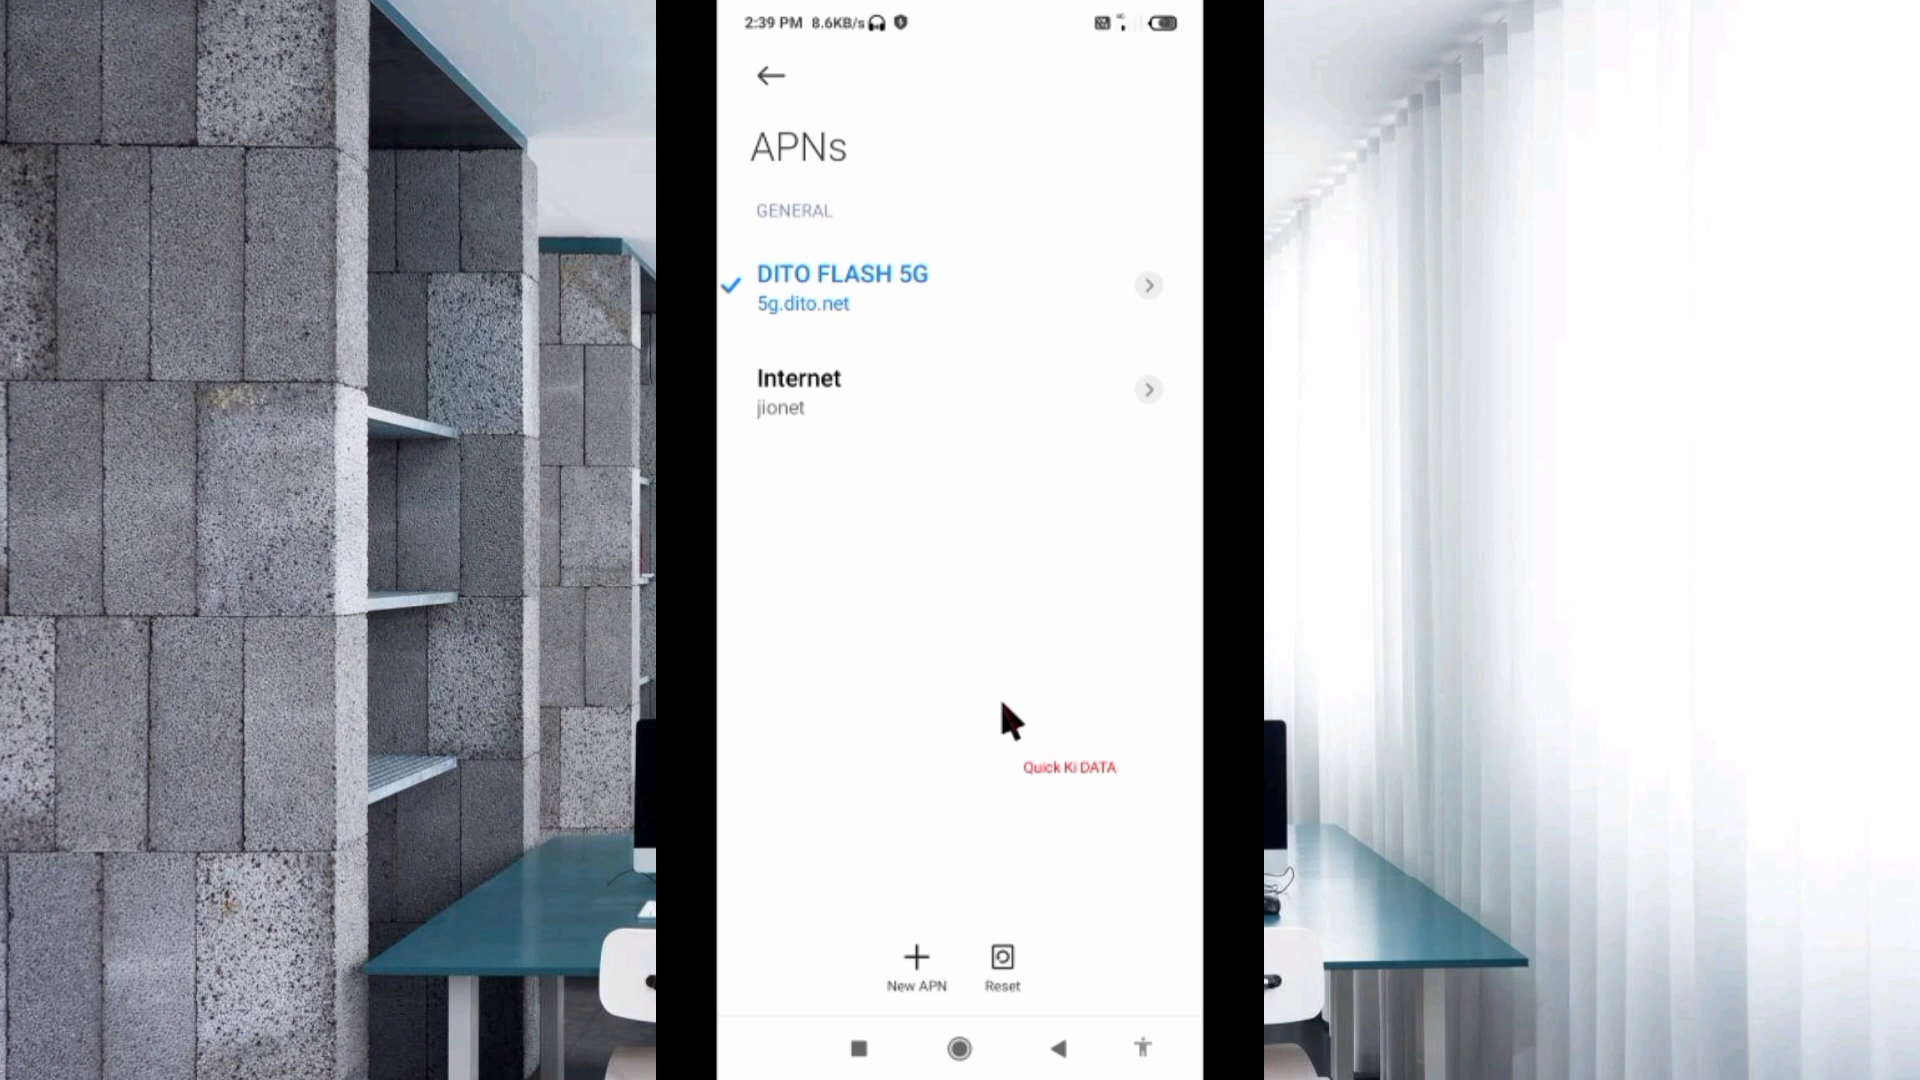 2:39 PM 8.6KB/s
APNs
GENERAL
DITO FLASH 5G
5g.dito.net
Internet
jionet
Quick Ki DATA
New APN
Reset